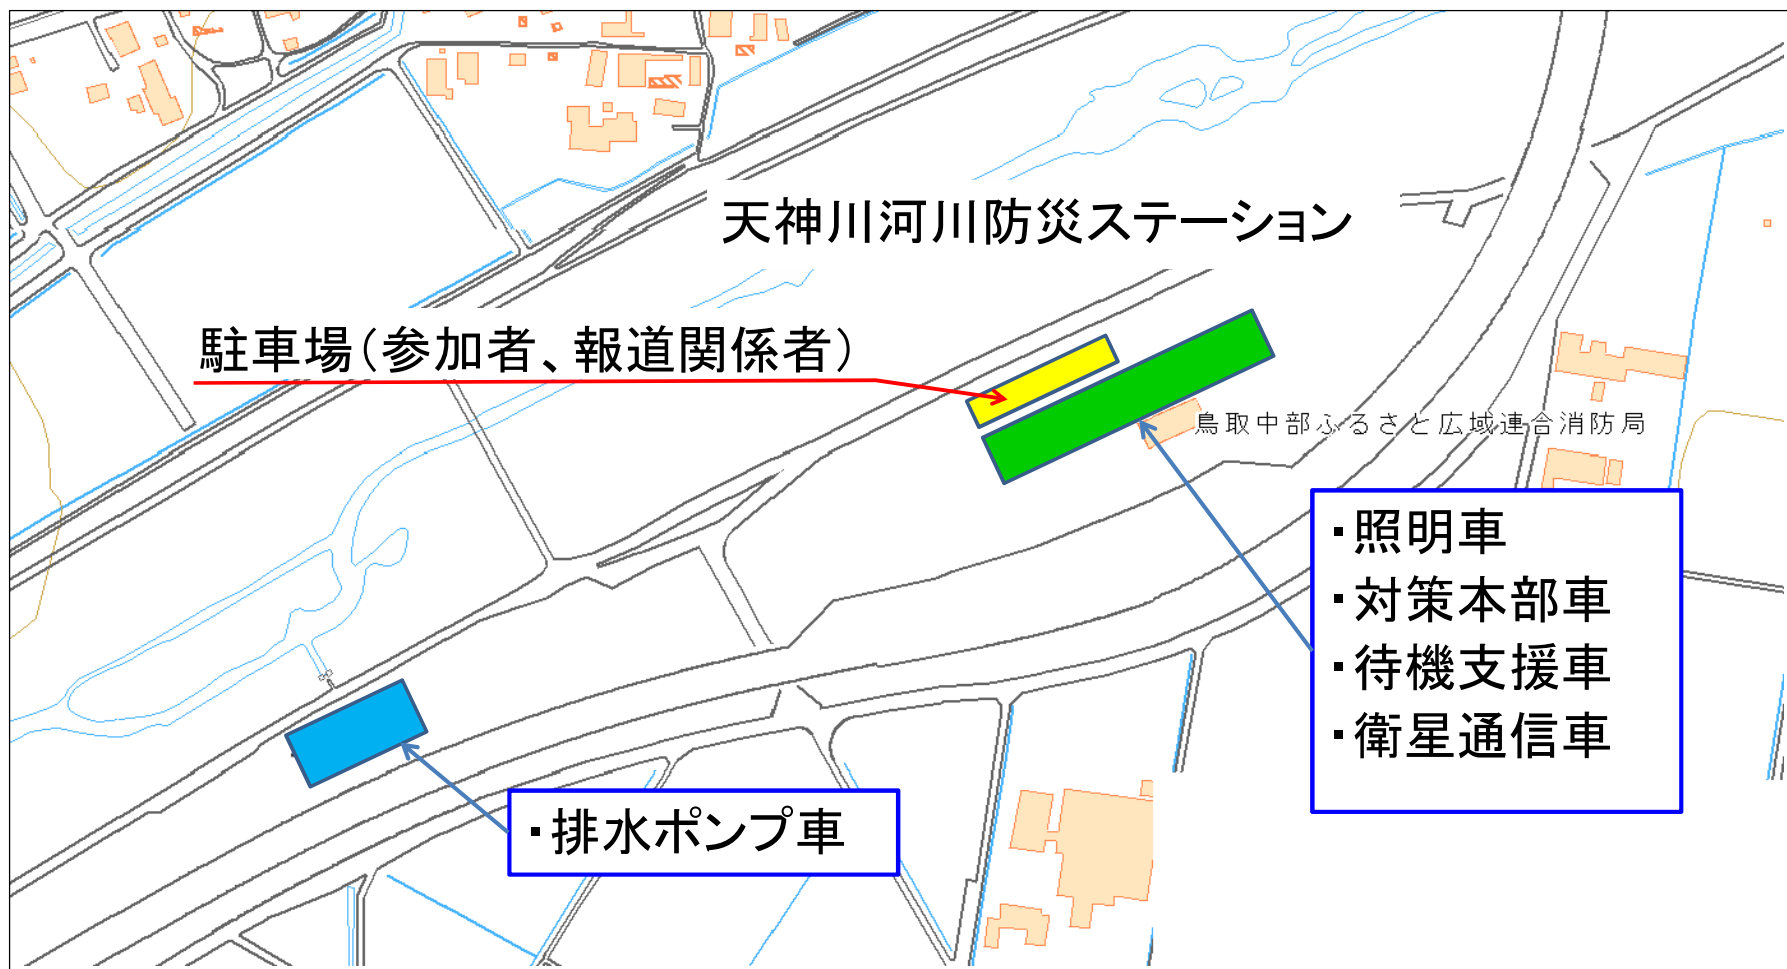 天神川河川防災ステーション
駐車場(参加者、報道関係者)
鳥取中部ふるさと広域連合消防局
・照明車
・対策本部車
・待機支援車
・衛星通信車
・排水ポンプ車